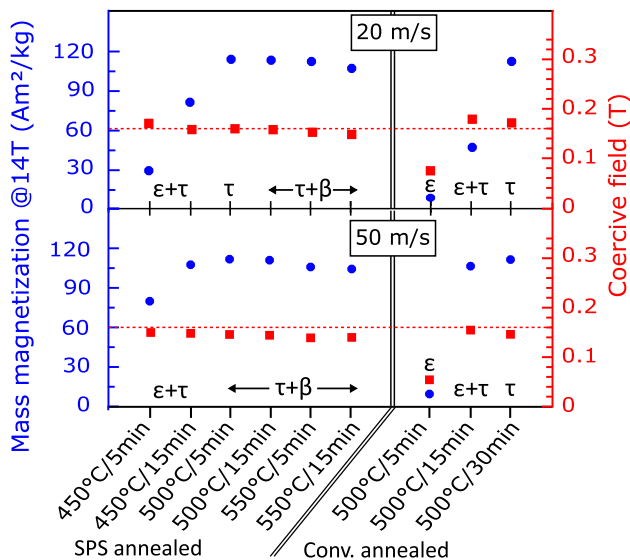 20 m/s
Mass magnetization @14T (Am²/kg)
Coercive field (T)
120
90
60
30
0
0.3
0.2
0.1
0
ε+τ τ τ+β ε ε+τ τ
50 m/s
120
90
60
30
0
0.3
0.2
0.1
0
ε+τ τ+β ε ε+τ τ
450°C/5min
450°C/15min
500°C/5min
500°C/15min
550°C/5min
550°C/15min
500°C/5min
500°C/15min
500°C/30min
SPS annealed Conv. annealed